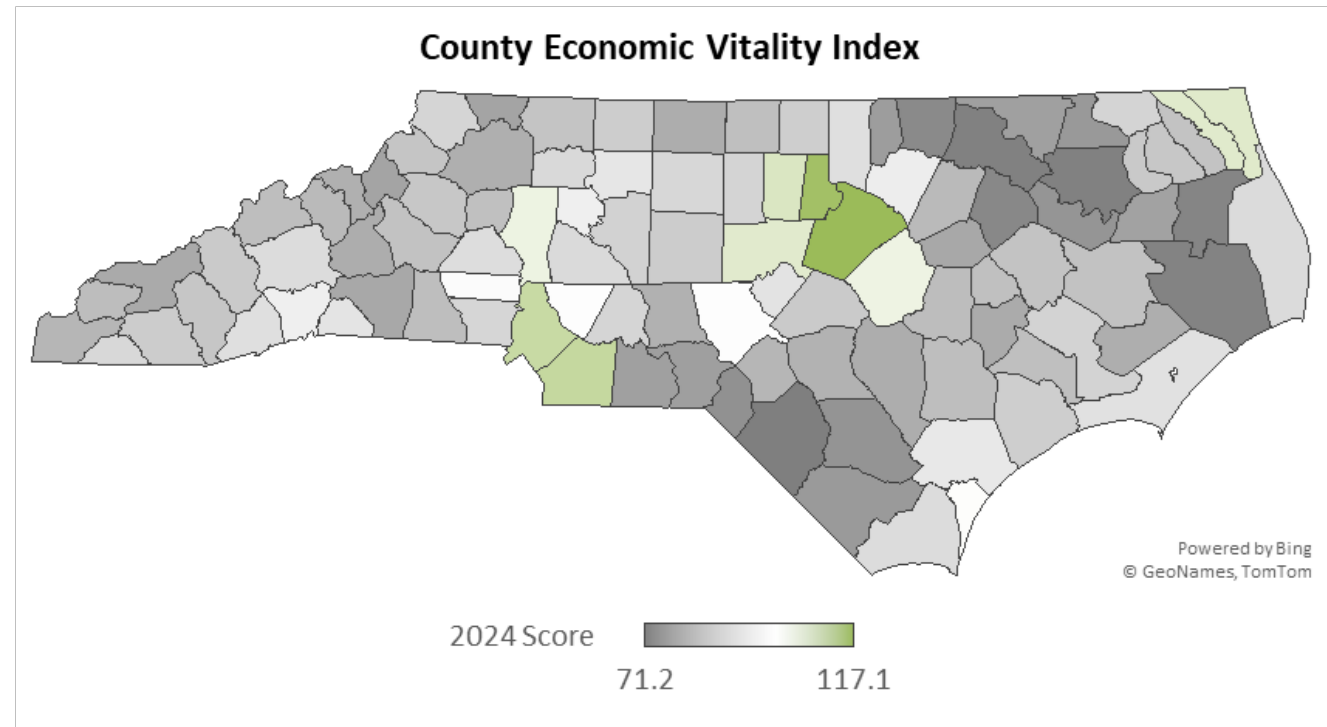 County Economic Vitality Index
Powered by Bing
© GeoNames, TomTom
2024 Score
71.2 117.1